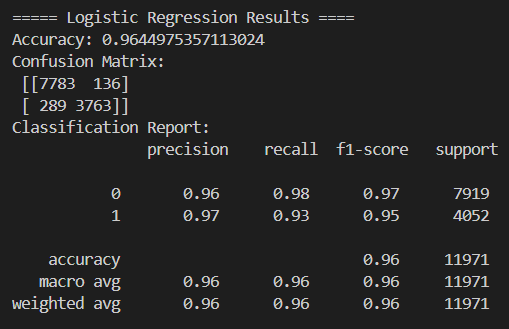 ===== Logistic Regression Results ====
Accuracy: 0.9644975357113024
Confusion Matrix:
 [[7783  136]
 [ 289 3763]]
Classification Report:
              precision    recall  f1-score   support

           0       0.96      0.98      0.97      7919
           1       0.97      0.93      0.95      4052

    accuracy                           0.96     11971
   macro avg       0.96      0.96      0.96     11971
weighted avg       0.96      0.96      0.96     11971